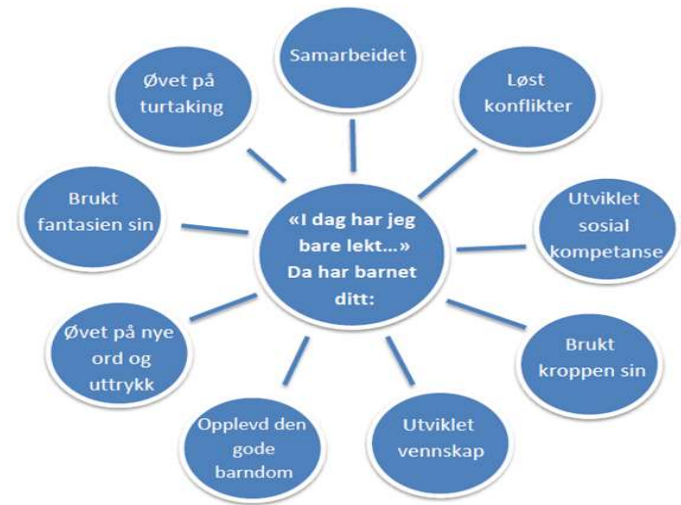 Samarbeidet
Løst
konflikter
Utviklet
sosial
kompetanse
Brukt
kroppen sin
Utviklet
vennskap
Opplevd den
gode
barndom
Øvet på nye
ord og
uttrykk
Brukt
fantasien sin
Øvet på
turtaking
«I dag har jeg
bare lekt...»
Da har barnet
ditt: